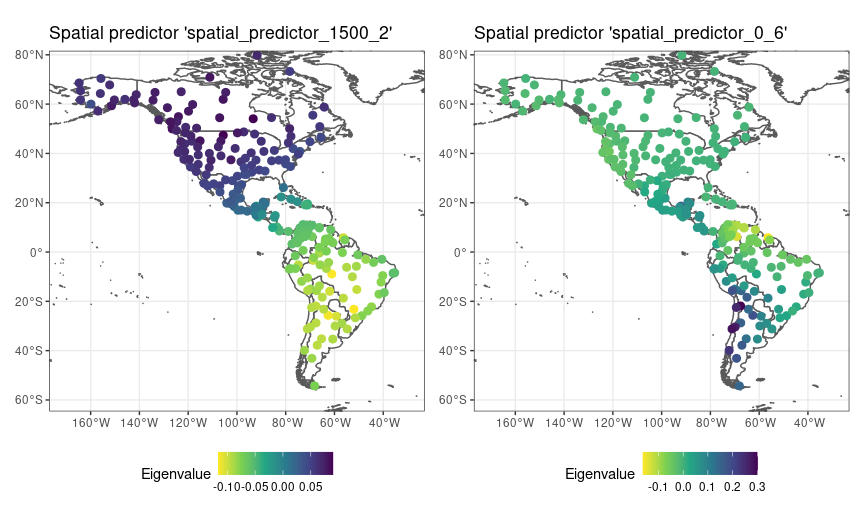 Spatial predictor 'spatial_predictor_1500_2'
80°N
60°N
40°N
20°N
0°
20°S
40°S
60°S
160°W 140°W 120°W 100°W 80°W 60°W 40°W
Eigenvalue
-0.10 -0.05 0.00 0.05
Spatial predictor 'spatial_predictor_0_6'
80°N
60°N
40°N
20°N
0°
20°S
40°S
60°S
160°W 140°W 120°W 100°W 80°W 60°W 40°W
Eigenvalue
-0.1 0.0 0.1 0.2 0.3